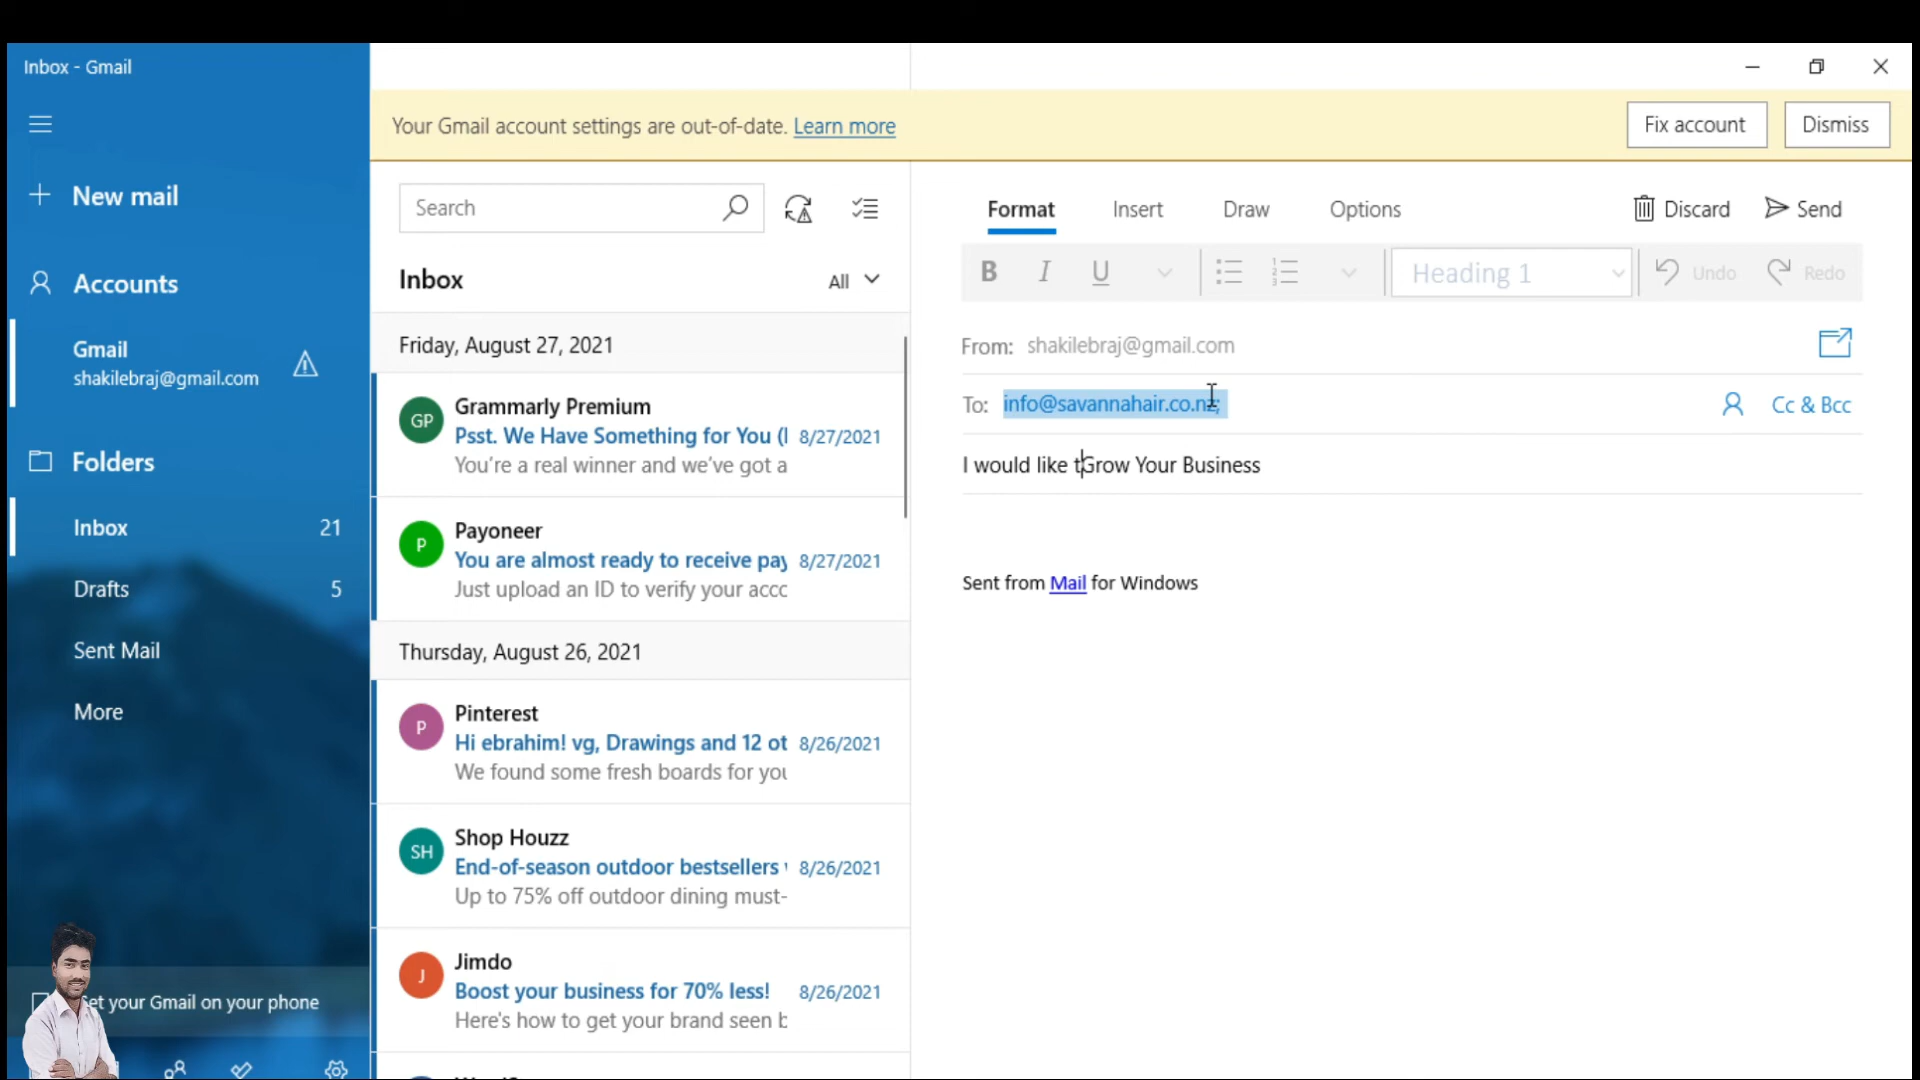 Inbox - Gmail
Your Gmail account settings are out-of-date. Learn more
Fix account
Dismiss
New mail
Accounts
Gmail
shakilebraj@gmail.com
Folders
Inbox 21
Drafts 5
Sent Mail
More
et your Gmail on your phone
Search
Inbox
All
Friday, August 27, 2021
GP
Grammarly Premium
Psst. We Have Something for You (I 8/27/2021
You're a real winner and we've got a
P
Payoneer
You are almost ready to receive pay 8/27/2021
Just upload an ID to verify your acco
Thursday, August 26, 2021
P
Pinterest
Hi ebrahim! vg, Drawings and 12 ot 8/26/2021
We found some fresh boards for you
SH
Shop Houzz
End-of-season outdoor bestsellers 8/26/2021
Up to 75% off outdoor dining must-
J
Jimdo
Boost your business for 70% less! 8/26/2021
Here's how to get your brand seen b
Format Insert Draw Options
Discard Send
B I U Heading 1 Undo Redo
From: shakilebraj@gmail.com
To: info@savannahair.co.nz;
Cc & Bcc
I would like tGrow Your Business
Sent from Mail for Windows